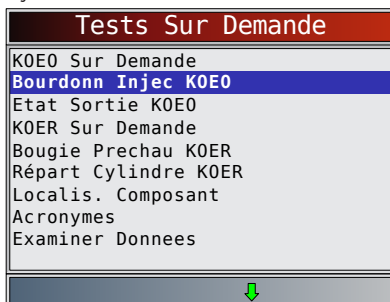 Tests Sur Demande
KOEO Sur Demande
Bourdonn Injec KOEO
Etat Sortie KOEO
KOER Sur Demande
Bougie Prechau KOER
Répart Cylindre KOER
Localis. Composant
Acronymes
Examiner Donnees